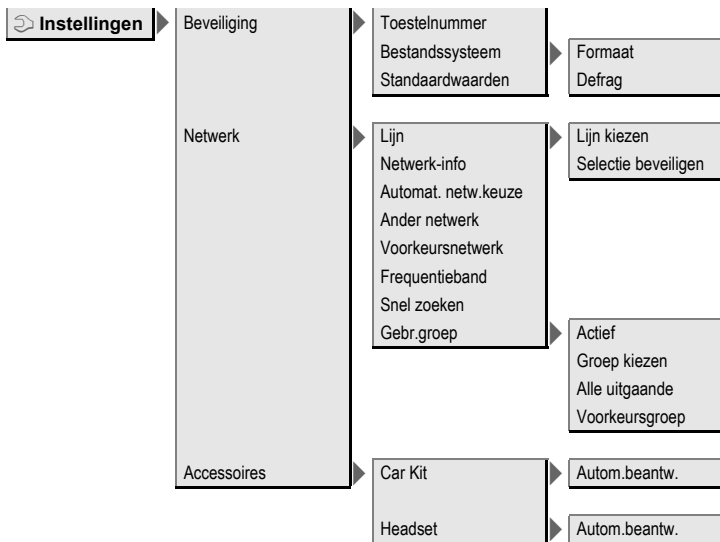 Instellingen
Beveiliging
Toestelnummer
Bestandssysteem
Formaat
Standaardwaarden
Defrag
Netwerk
Lijn
Lijn kiezen
Netwerk-info
Selectie beveiligen
Automat. netw.keuze
Ander netwerk
Voorkeursnetwerk
Frequentieband
Snel zoeken
Gebr.groep
Actief
Groep kiezen
Alle uitgaande
Voorkeursgroep
Accessoires
Car Kit
Autom.beantw.
Headset
Autom.beantw.